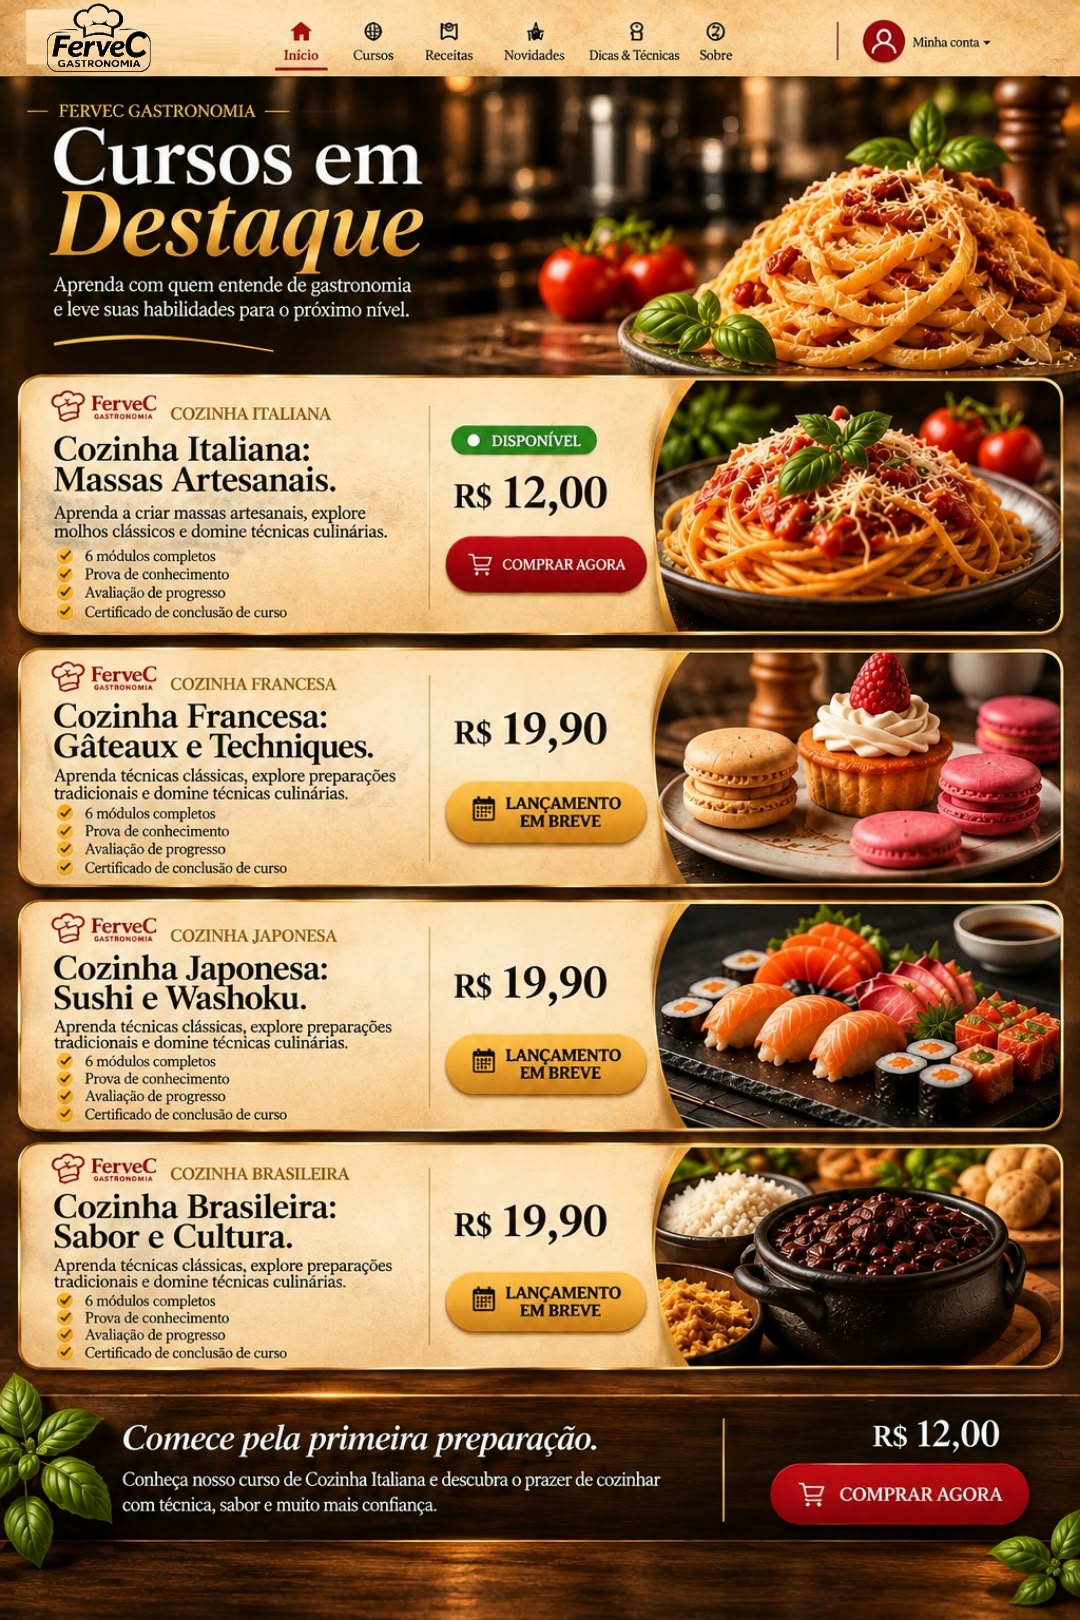 FerveC
GASTRONOMIA
Início
Cursos
Receitas
Novidades
Dicas & Técnicas
Sobre
Minha conta
FERVEC GASTRONOMIA
Cursos em
Destaque
Aprenda com quem entende de gastronomia
e leve suas habilidades para o próximo nível.
FerveC
GASTRONOMIA
COZINHA ITALIANA
Cozinha Italiana:
Massas Artesanais.
Aprenda a criar massas artesanais, explore
molhos clássicos e domine técnicas culinárias.
6 módulos completos
Prova de conhecimento
Avaliação de progresso
Certificado de conclusão de curso
DISPONÍVEL
R$ 12,00
COMPRAR AGORA
FerveC
GASTRONOMIA
COZINHA FRANCESA
Cozinha Francesa:
Gâteaux e Techniques.
Aprenda técnicas clássicas, explore preparações
tradicionais e domine técnicas culinárias.
6 módulos completos
Prova de conhecimento
Avaliação de progresso
Certificado de conclusão de curso
R$ 19,90
LANÇAMENTO
EM BREVE
FerveC
GASTRONOMIA
COZINHA JAPONESA
Cozinha Japonesa:
Sushi e Washoku.
Aprenda técnicas clássicas, explore preparações
tradicionais e domine técnicas culinárias.
6 módulos completos
Prova de conhecimento
Avaliação de progresso
Certificado de conclusão de curso
R$ 19,90
LANÇAMENTO
EM BREVE
FerveC
GASTRONOMIA
COZINHA BRASILEIRA
Cozinha Brasileira:
Sabor e Cultura.
Aprenda técnicas clássicas, explore preparações
tradicionais e domine técnicas culinárias.
6 módulos completos
Prova de conhecimento
Avaliação de progresso
Certificado de conclusão de curso
R$ 19,90
LANÇAMENTO
EM BREVE
Comece pela primeira preparação.
Conheça nosso curso de Cozinha Italiana e descubra o prazer de cozinhar
com técnica, sabor e muito mais confiança.
R$ 12,00
COMPRAR AGORA